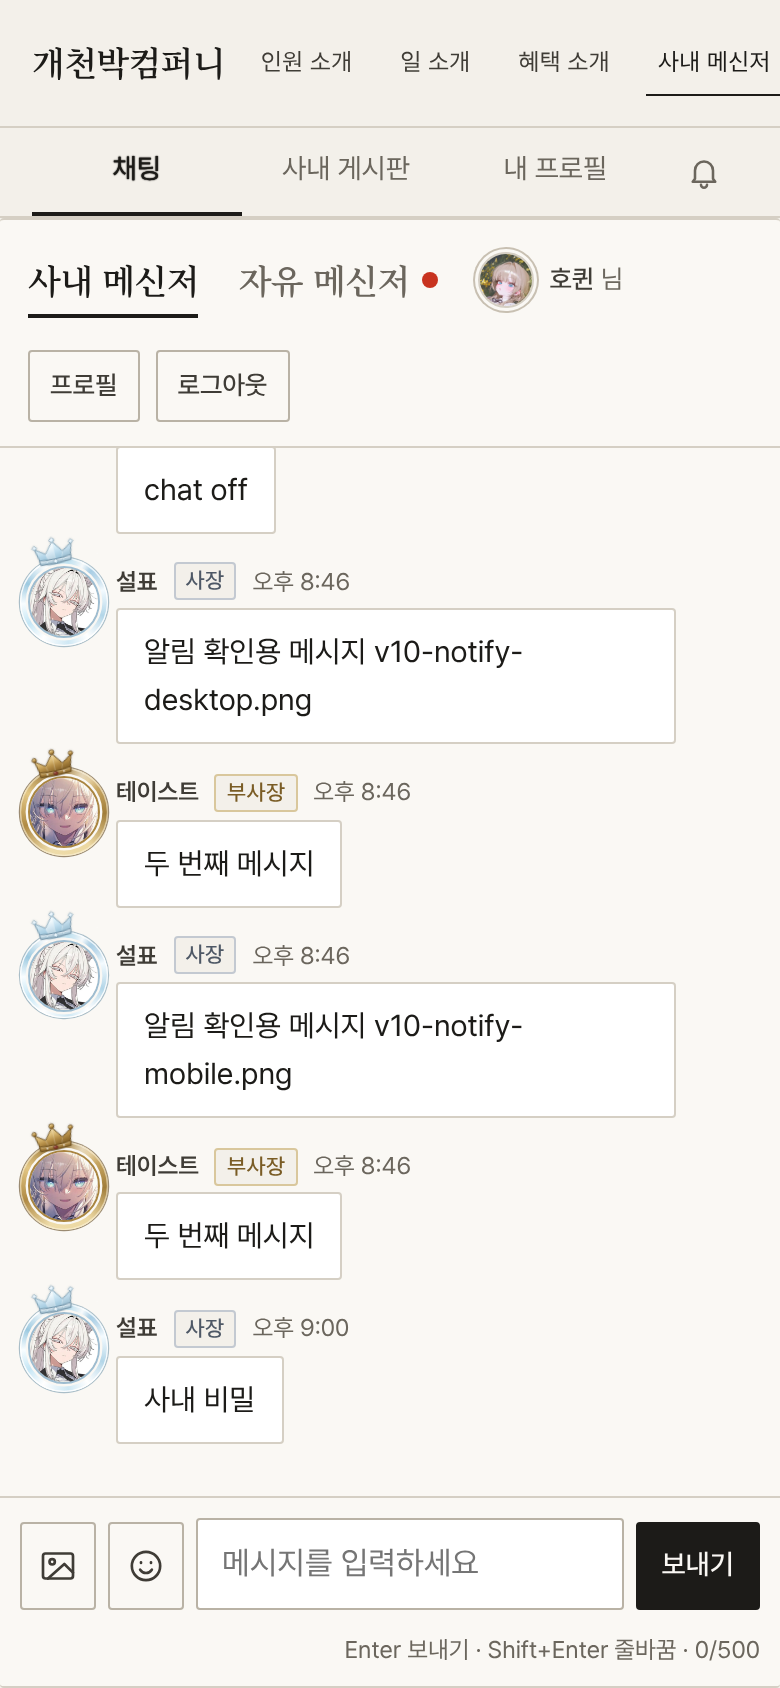 개천박컴퍼니 인원 소개 일 소개 혜택 소개 사내 메신저
채팅 사내 게시판 내 프로필
사내 메신저 자유 메신저 호퀸 님
프로필 로그아웃
chat off
설표 사장 오후 8:46
알림 확인용 메시지 v10-notify-
desktop.png
테이스트 부사장 오후 8:46
두 번째 메시지
설표 사장 오후 8:46
알림 확인용 메시지 v10-notify-
mobile.png
테이스트 부사장 오후 8:46
두 번째 메시지
설표 사장 오후 9:00
사내 비밀
메시지를 입력하세요 보내기
Enter 보내기 · Shift+Enter 줄바꿈 · 0/500